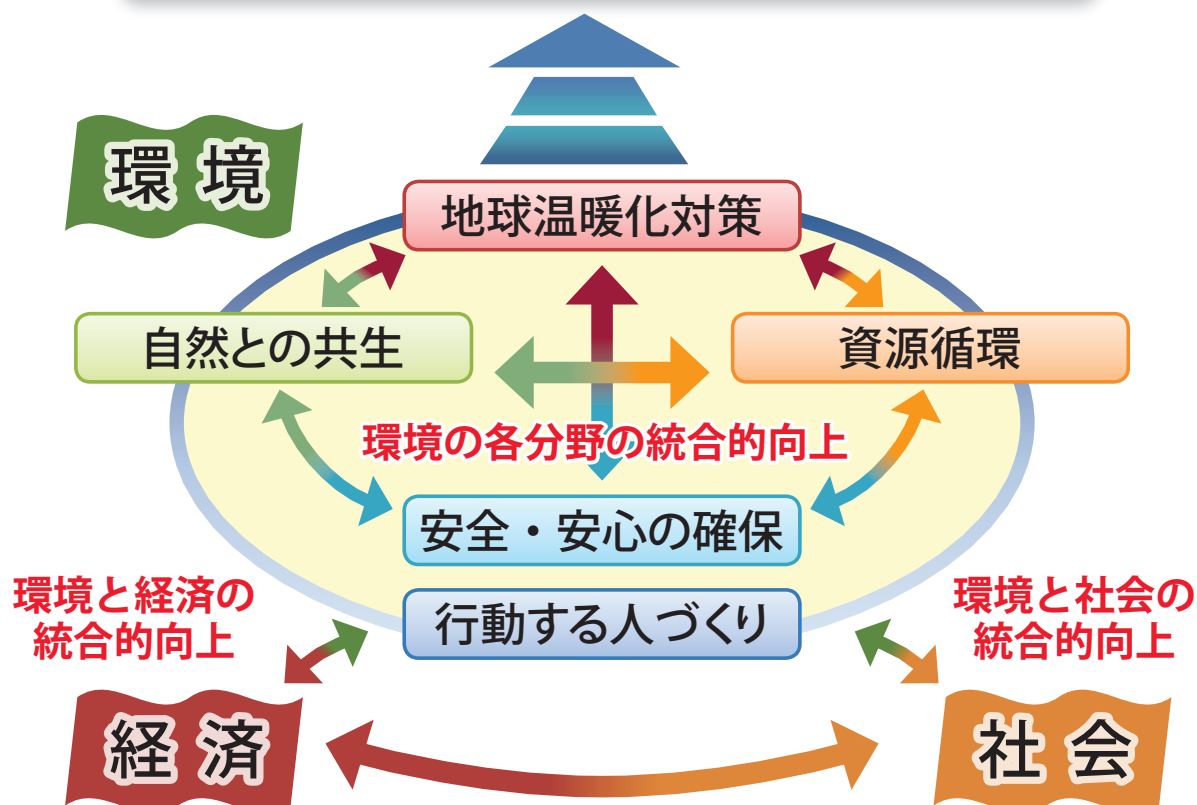 環境
地球温暖化対策
自然との共生
資源循環
環境の各分野の統合的向上
安全・安心の確保
行動する人づくり
環境と経済の
統合的向上
環境と社会の
統合的向上
経済
社会